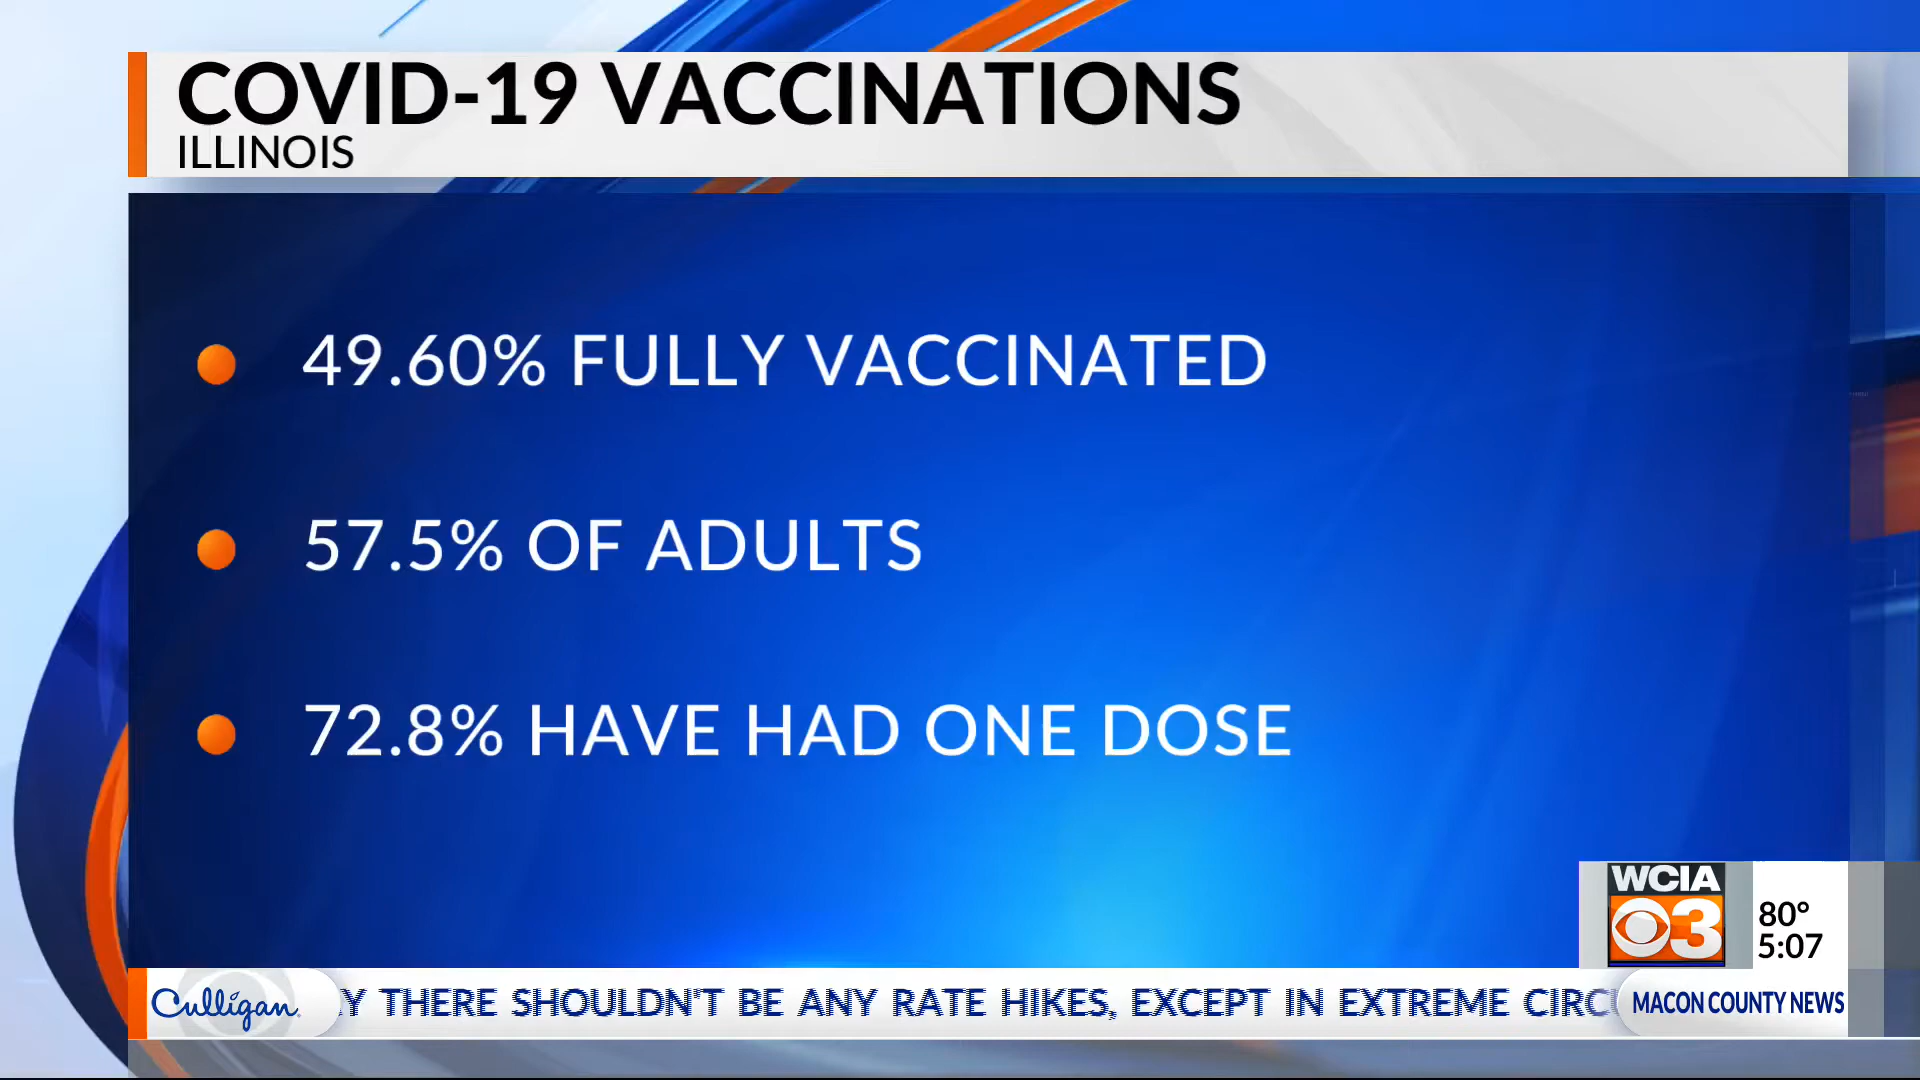 COVID-19 VACCINATIONS
ILLINOIS
49.60% FULLY VACCINATED
57.5% OF ADULTS
72.8% HAVE HAD ONE DOSE
WCIA
3
80°
5:07
Culligan
Y THERE SHOULDN'T BE ANY RATE HIKES, EXCEPT IN EXTREME
MACON COUNTY NEWS